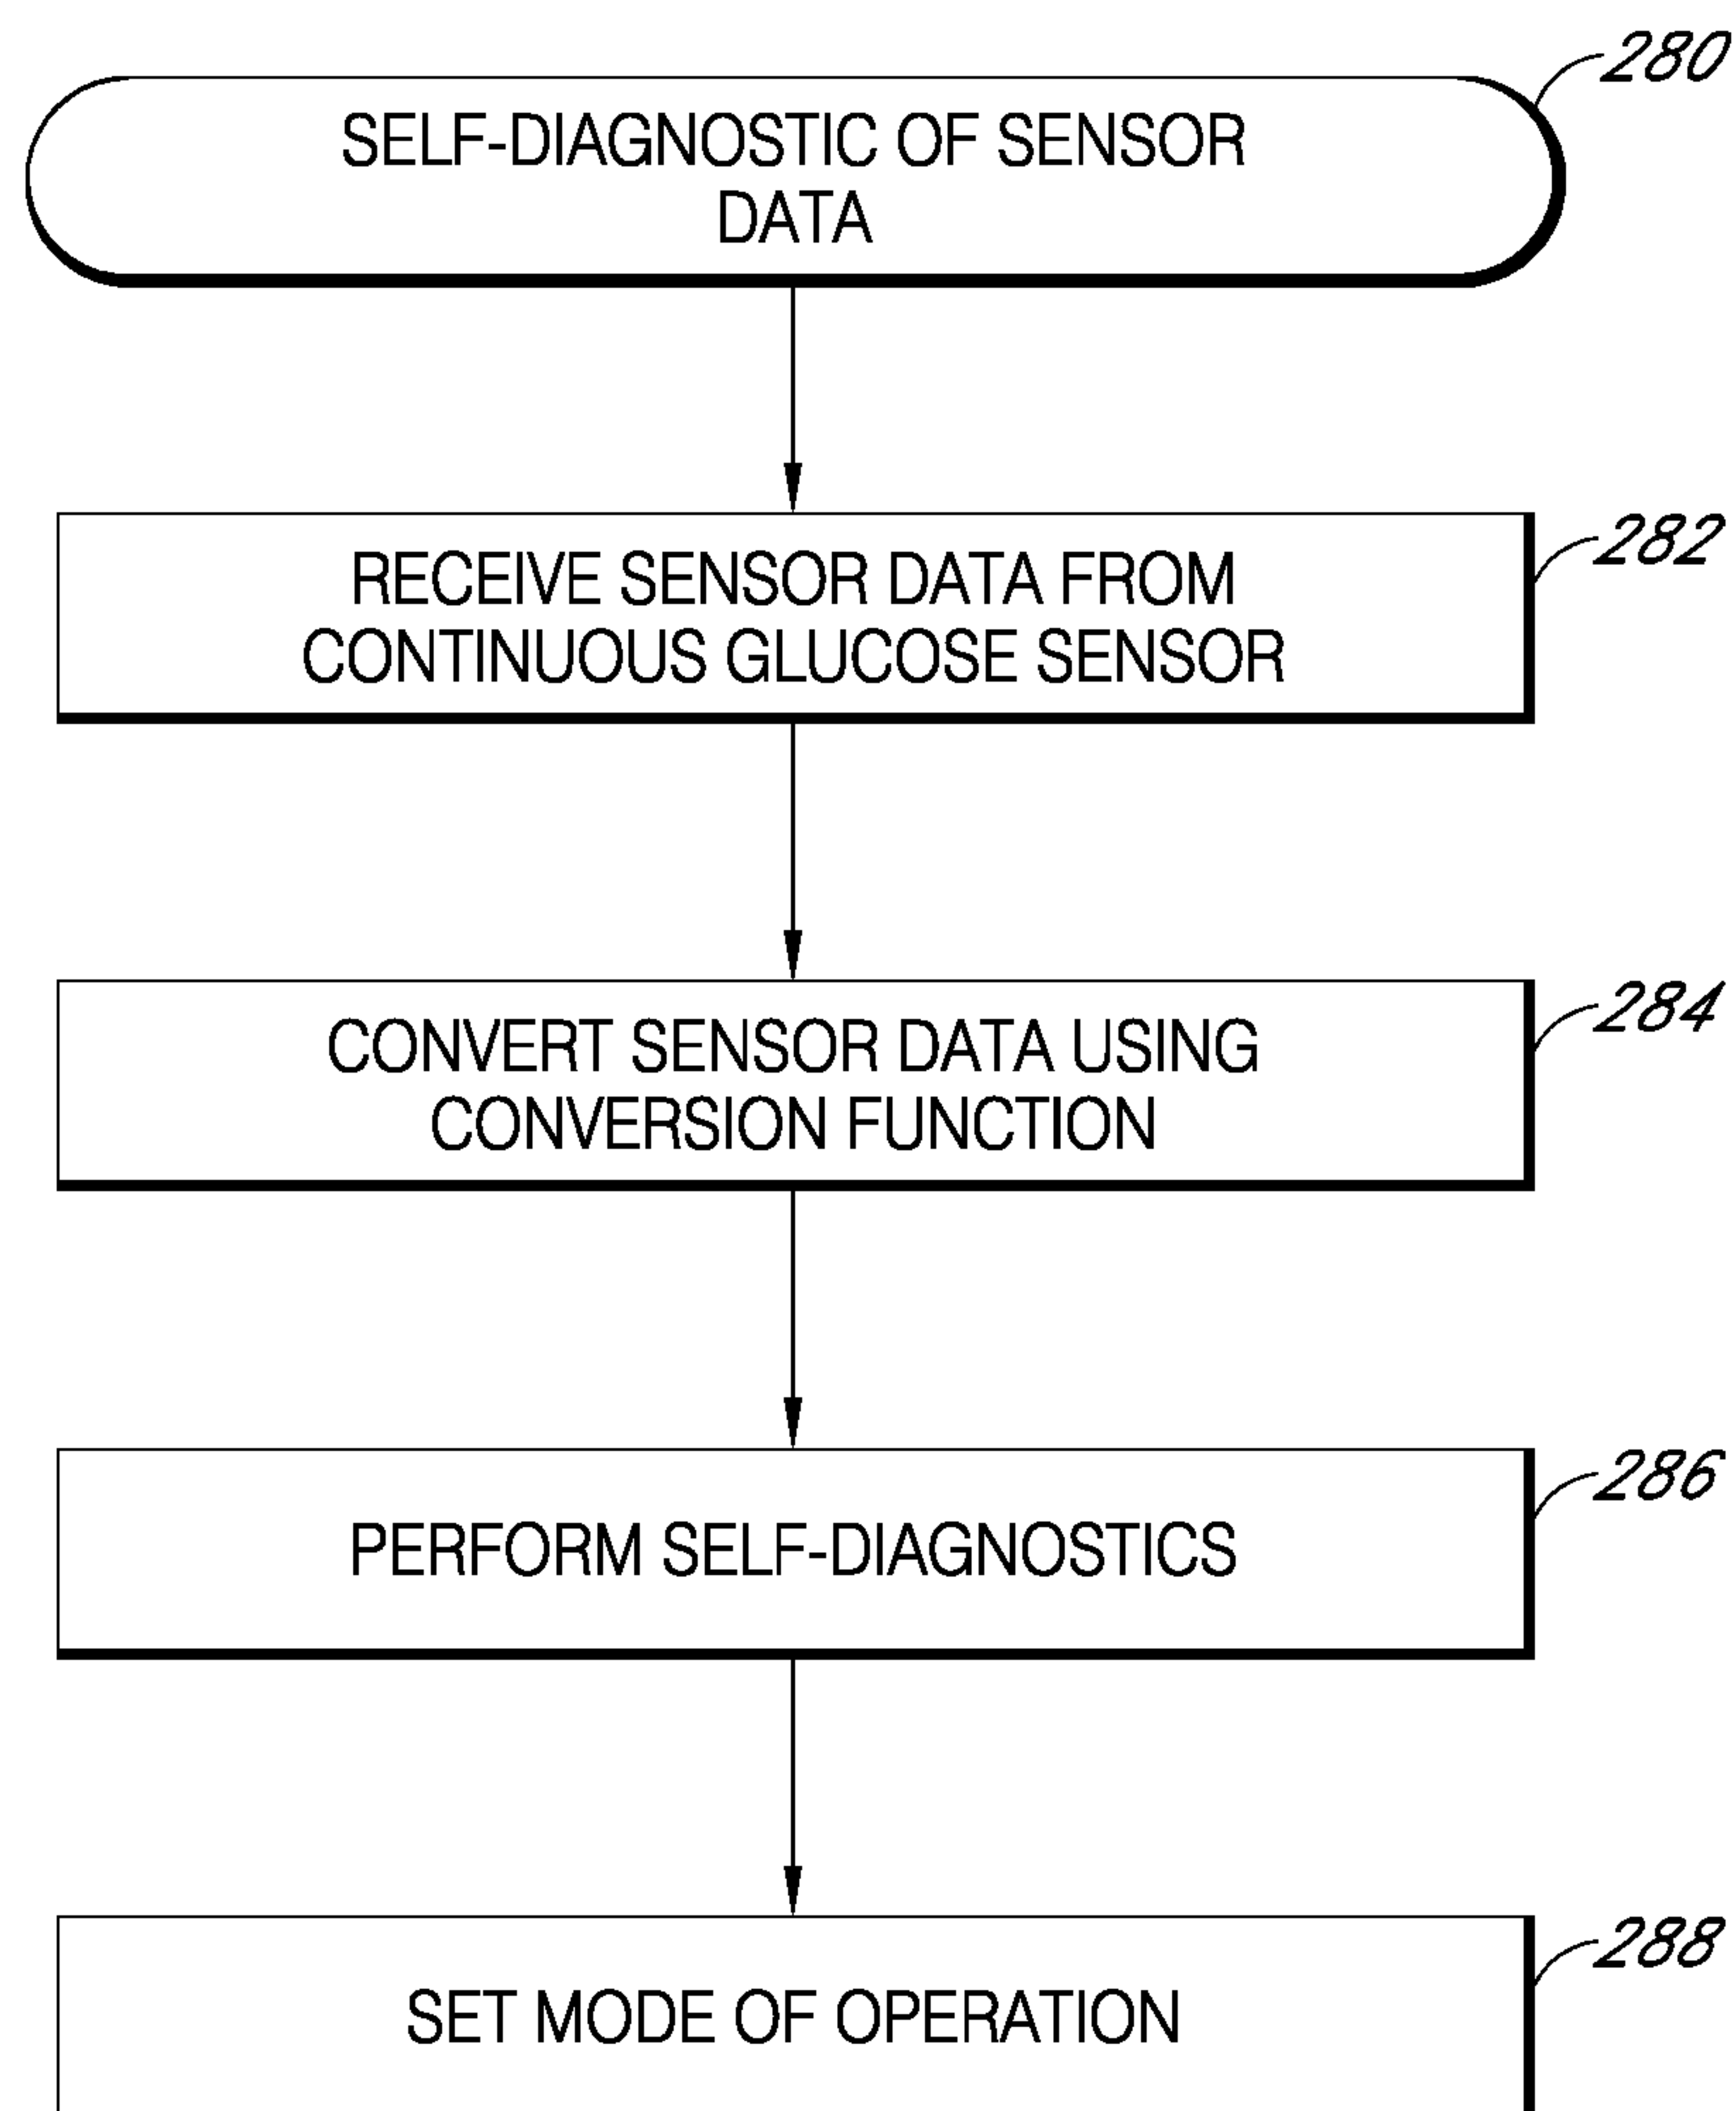 280
SELF-DIAGNOSTIC OF SENSOR
DATA
282
RECEIVE SENSOR DATA FROM
CONTINUOUS GLUCOSE SENSOR
284
CONVERT SENSOR DATA USING
CONVERSION FUNCTION
286
PERFORM SELF-DIAGNOSTICS
288
SET MODE OF OPERATION